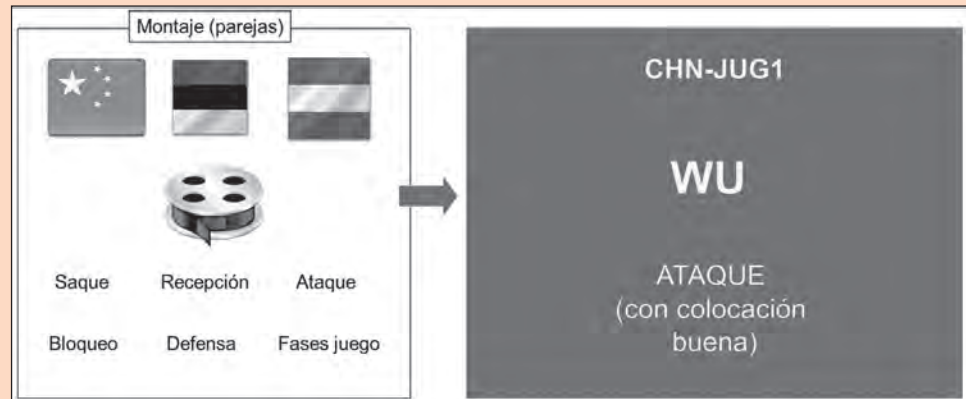 Montaje (parejas)
Saque Recepción Ataque
Bloqueo Defensa Fases juego
CHN-JUG1
WU
ATAQUE
(con colocación
buena)